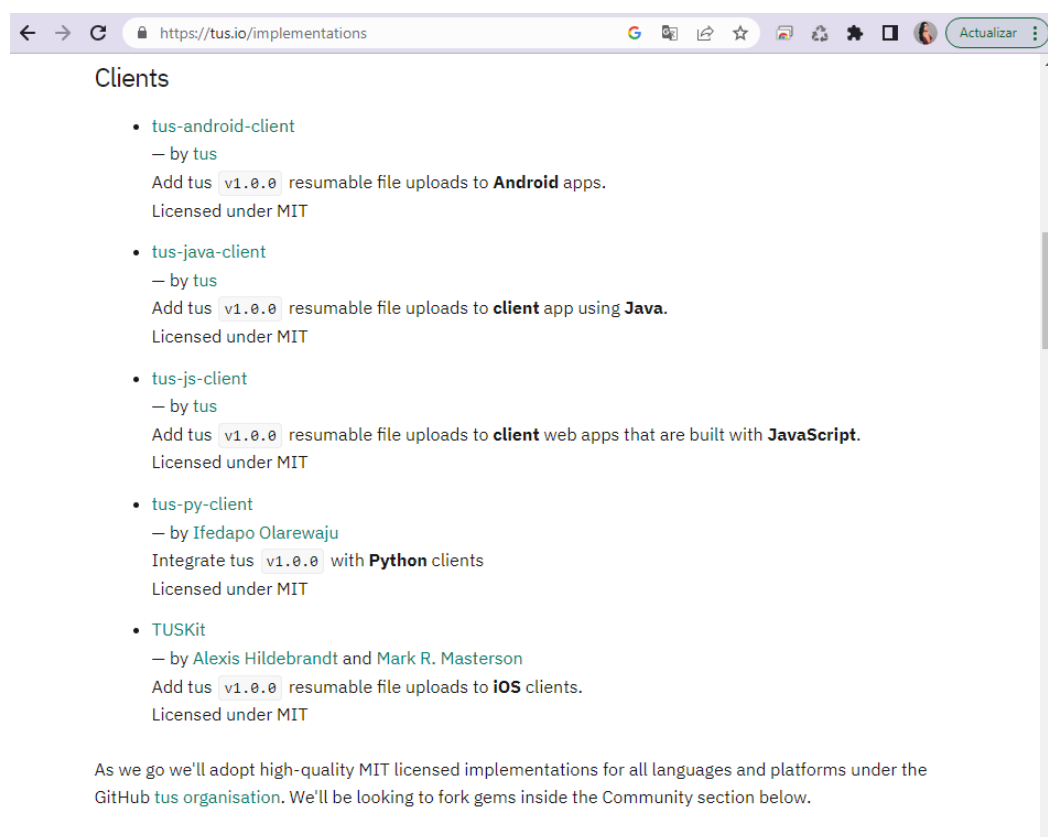 https://tus.io/implementations
Actualizar
Clients
tus-android-client
— by tus
Add tus v1.0.0 resumable file uploads to Android apps.
Licensed under MIT
tus-java-client
— by tus
Add tus v1.0.0 resumable file uploads to client app using Java.
Licensed under MIT
tus-js-client
— by tus
Add tus v1.0.0 resumable file uploads to client web apps that are built with JavaScript.
Licensed under MIT
tus-py-client
— by Ifedapo Olarewaju
Integrate tus v1.0.0 with Python clients
Licensed under MIT
TUSKit
— by Alexis Hildebrandt and Mark R. Masterson
Add tus v1.0.0 resumable file uploads to iOS clients.
Licensed under MIT
As we go we'll adopt high-quality MIT licensed implementations for all languages and platforms under the
GitHub tus organisation. We'll be looking to fork gems inside the Community section below.